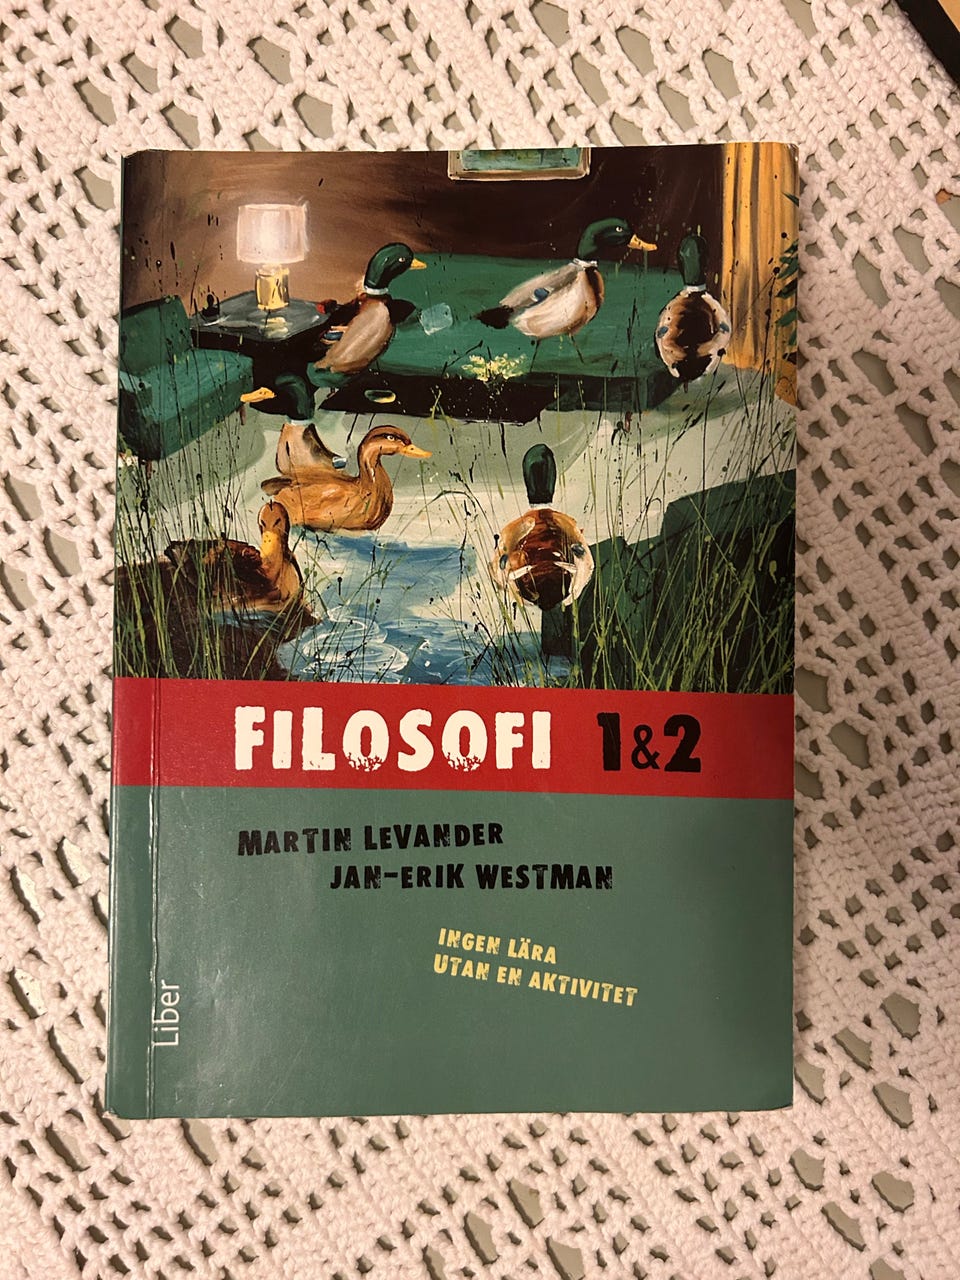 FILOSOFI 1&2
MARTIN LEVANDER
JAN-ERIK WESTMAN
INGEN LÄRA
UTAN EN AKTIVITET
Liber